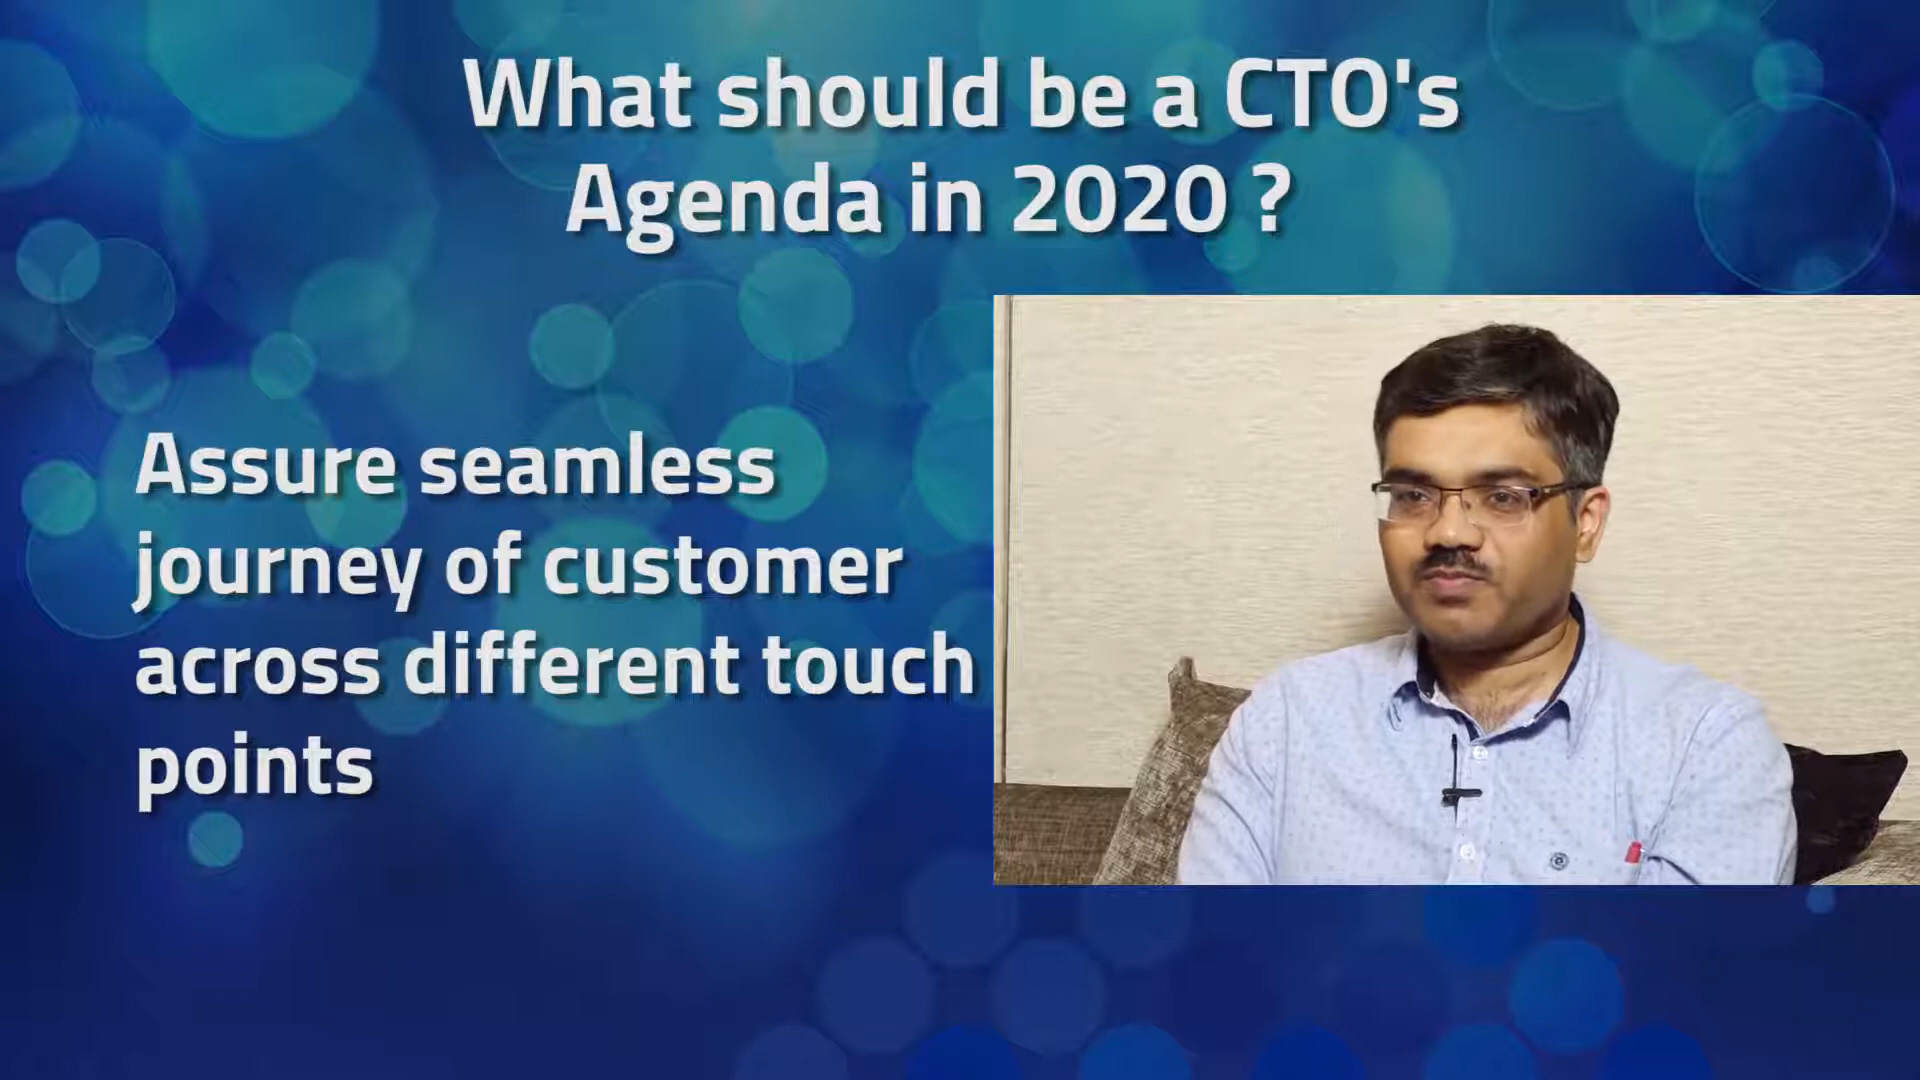 What should be a CTO's
Agenda in 2020 ?
Assure seamless
journey of customer
across different touch
points